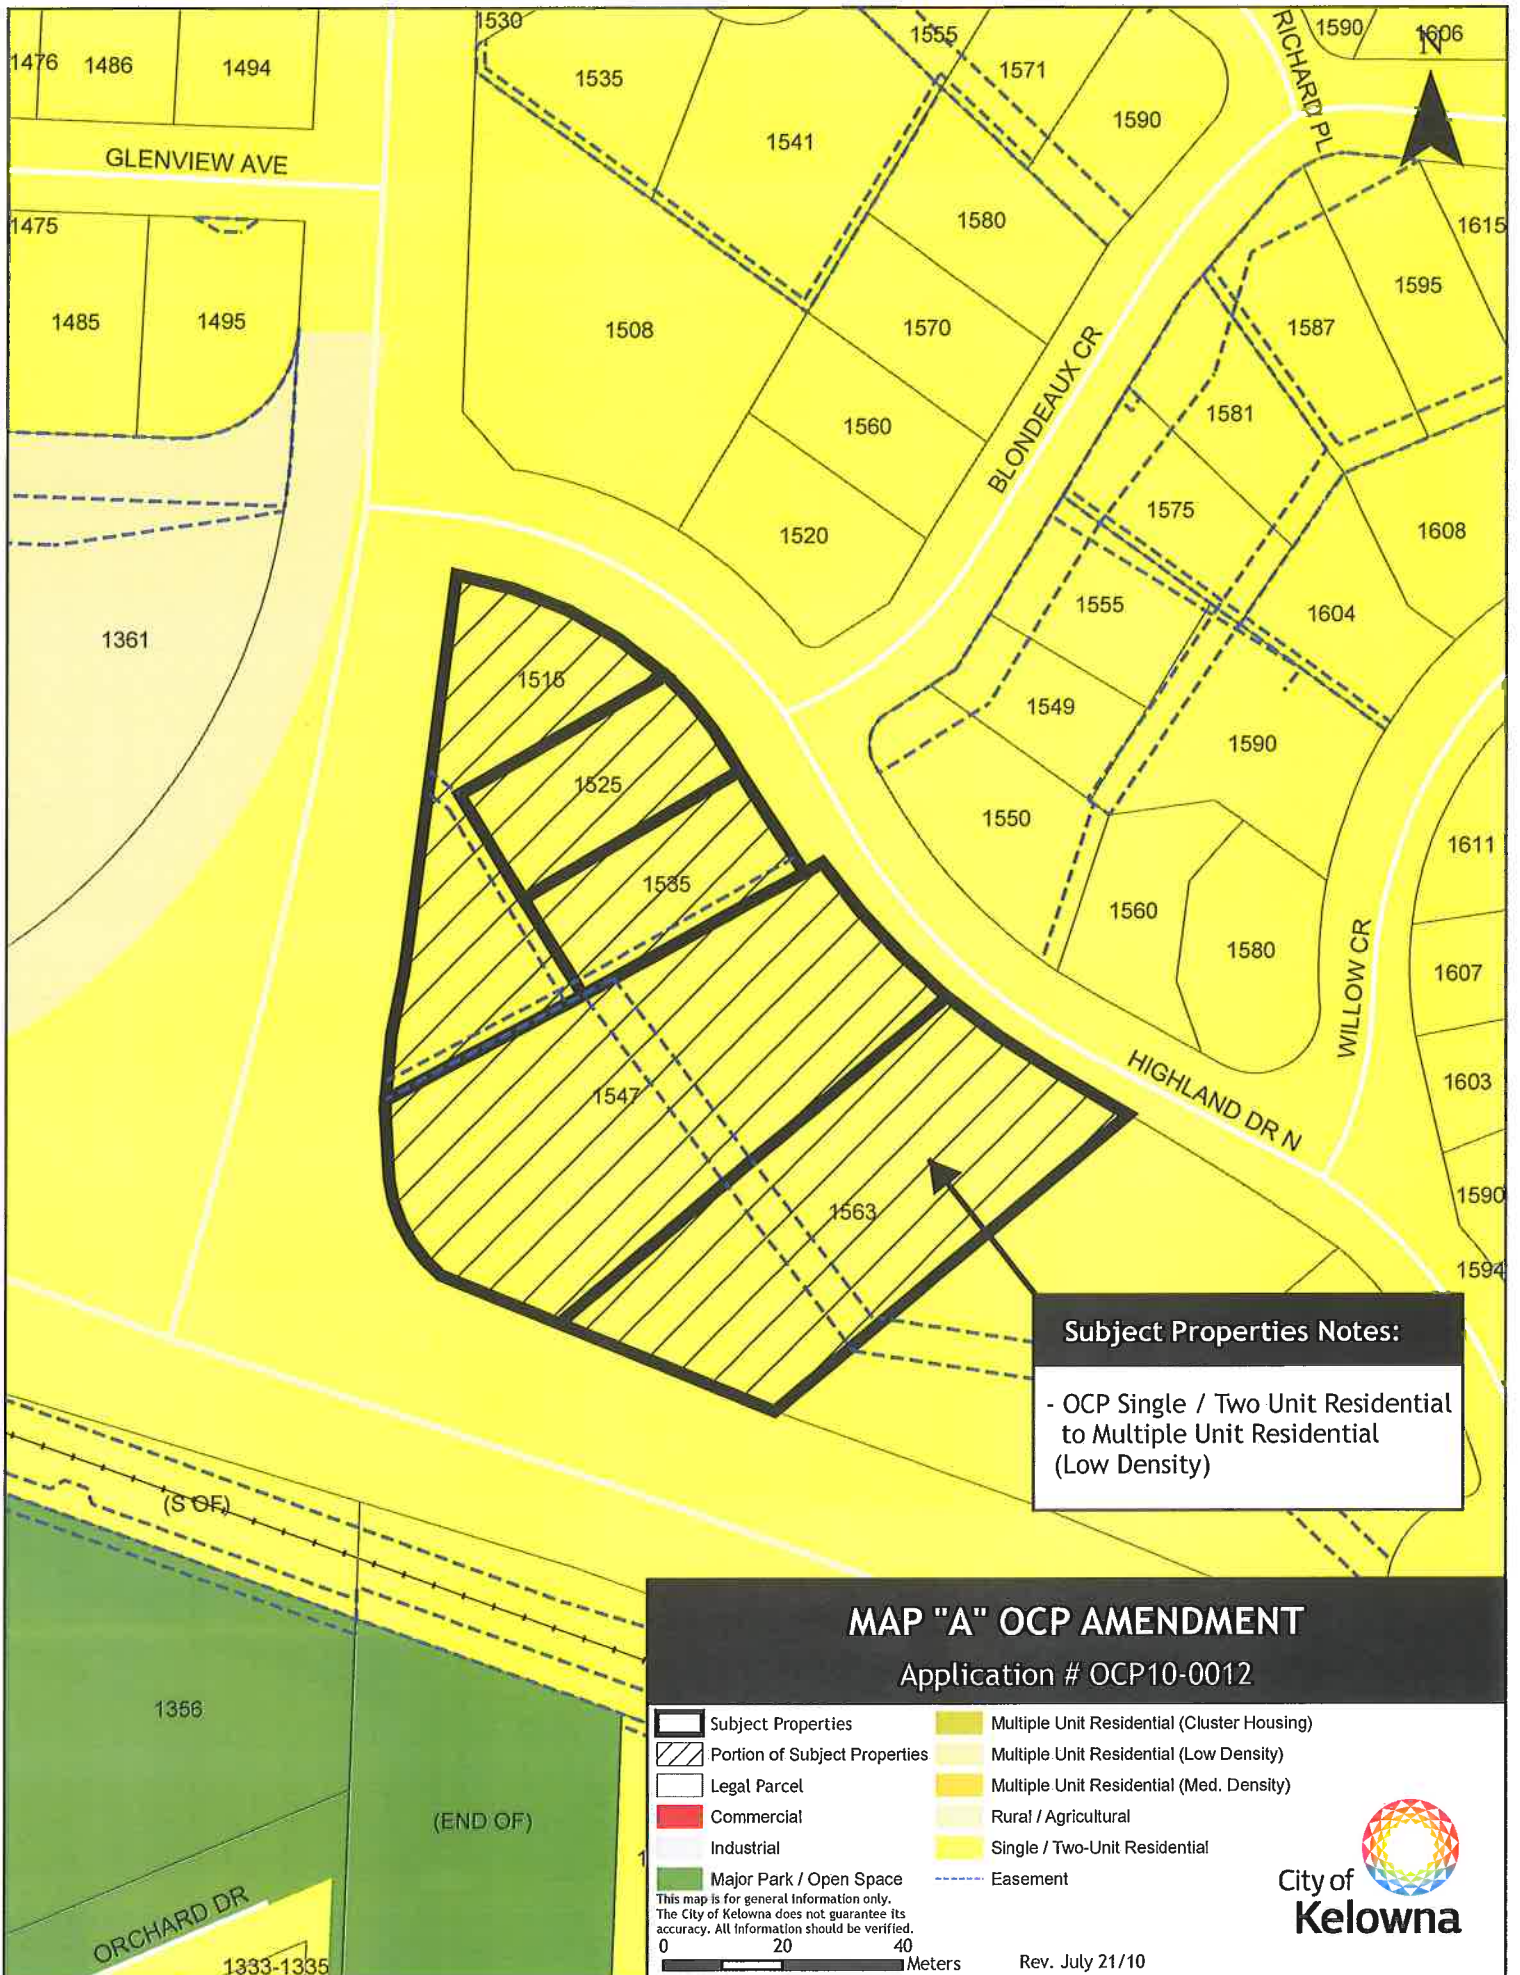 1530
1476
1486
1494
1535
1555
1571
RICHARD PL
1590
1606
N
1541
1590
GLENVIEW AVE
1475
1580
1615
1595
1485
1495
1508
1570
1587
BLONDEAUX CR
1560
1581
1575
1520
1608
1361
1555
1604
1515
1549
1590
1525
1550
1611
1535
1560
1580
1607
WILLOW CR
HIGHLAND DR N
1603
1547
1563
1590
1594
Subject Properties Notes:
- OCP Single / Two Unit Residential
to Multiple Unit Residential
(Low Density)
(S OF)
1356
(END OF)
ORCHARD DR
1333-1335
MAP "A" OCP AMENDMENT
Application # OCP10-0012
Subject Properties
Portion of Subject Properties
Legal Parcel
Commercial
Industrial
Major Park / Open Space
Multiple Unit Residential (Cluster Housing)
Multiple Unit Residential (Low Density)
Multiple Unit Residential (Med. Density)
Rural / Agricultural
Single / Two-Unit Residential
Easement
This map is for general information only.
The City of Kelowna does not guarantee its
accuracy. All information should be verified.
0 20 40
Meters
Rev. July 21/10
City of
Kelowna